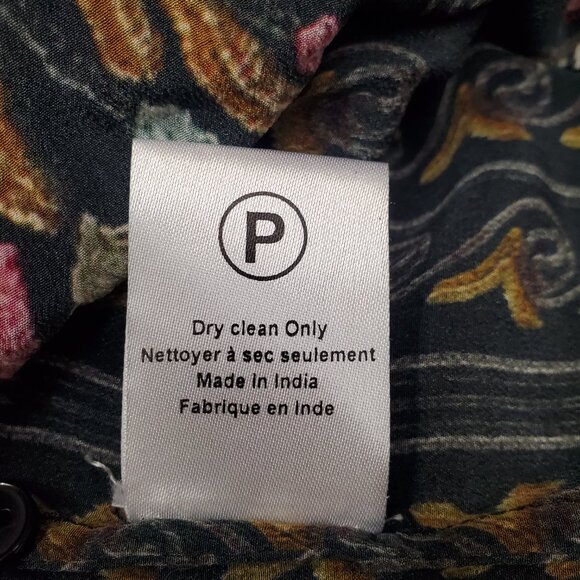 P
Dry clean Only
Nettoyer à sec seulement
Made In India
Fabrique en Inde